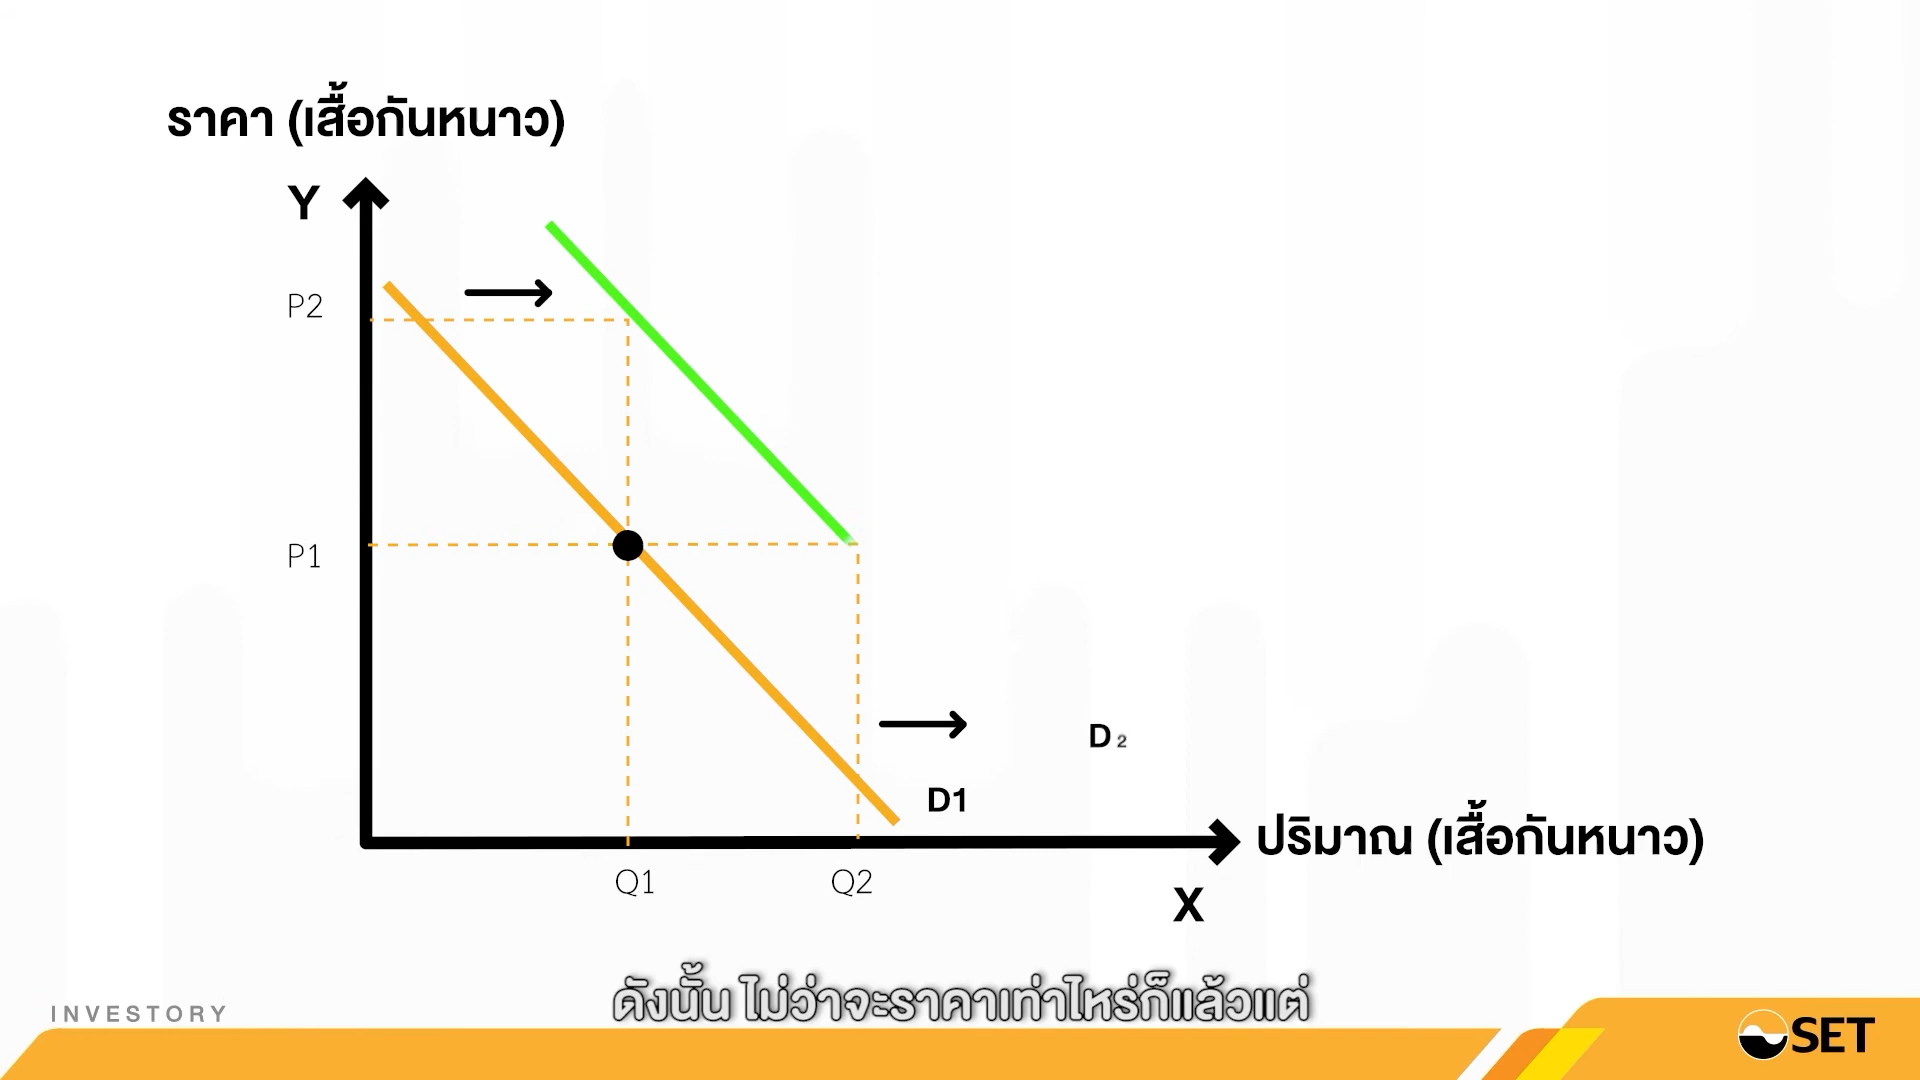 ราคา (เสื้อกันหนาว)
Y
P2
P1
D 2
D1
ปริมาณ (เสื้อกันหนาว)
Q1
Q2
X
ดังนั้น ไม่ว่าจะราคาเท่าไหร่ก็แล้วแต่
INVESTORY
SET